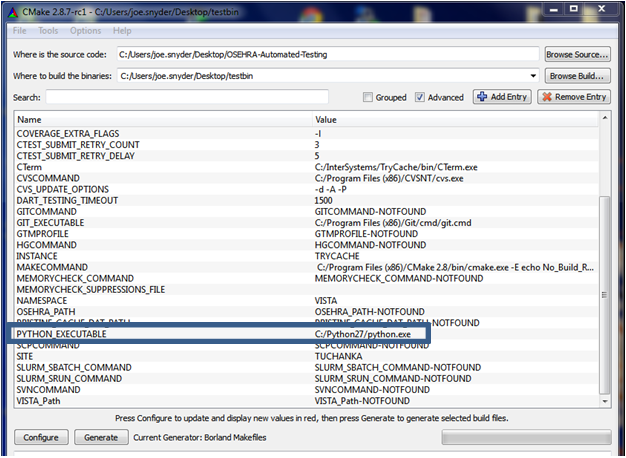 CMake 2.8.7-rc1 - C:/Users/joe.snyder/Desktop/testbin
File Tools Options Help
Where is the source code: C:/Users/joe.snyder/Desktop/OSEHRA-Automated-Testing Browse Source...
Where to build the binaries: C:/Users/joe.snyder/Desktop/testbin Browse Build...
Search: Grouped Advanced Add Entry Remove Entry
Name Value
COVERAGE_EXTRA_FLAGS -l
CTEST_SUBMIT_RETRY_COUNT 3
CTEST_SUBMIT_RETRY_DELAY 5
CTerm C:/InterSystems/TryCache/bin/CTerm.exe
CVSCOMMAND C:/Program Files (x86)/CVSNT/cvs.exe
CVS_UPDATE_OPTIONS -d -A -P
DART_TESTING_TIMEOUT 1500
GITCOMMAND GITCOMMAND-NOTFOUND
GIT_EXECUTABLE C:/Program Files (x86)/Git/cmd/git.cmd
GTMPROFILE GTMPROFILE-NOTFOUND
HGCOMMAND HGCOMMAND-NOTFOUND
INSTANCE TRYCACHE
MAKECOMMAND C:/Program Files (x86)/CMake 2.8/bin/cmake.exe -E echo No_Build_R...
MEMORYCHECK_COMMAND MEMORYCHECK_COMMAND-NOTFOUND
MEMORYCHECK_SUPPRESSIONS_FILE
NAMESPACE VISTA
OSEHRA_PATH OSEHRA_PATH-NOTFOUND
PRISTINE_CACHE_DAT_PATH PRISTINE_CACHE_DAT_PATH-NOTFOUND
PYTHON_EXECUTABLE C:/Python27/python.exe
SCPCOMMAND SCPCOMMAND-NOTFOUND
SITE TUCHANKA
SLURM_SBATCH_COMMAND SLURM_SBATCH_COMMAND-NOTFOUND
SLURM_SRUN_COMMAND SLURM_SRUN_COMMAND-NOTFOUND
SVNCOMMAND SVNCOMMAND-NOTFOUND
VISTA_Path VISTA_Path-NOTFOUND
Press Configure to update and display new values in red, then press Generate to generate selected build files.
Configure Generate Current Generator: Borland Makefiles